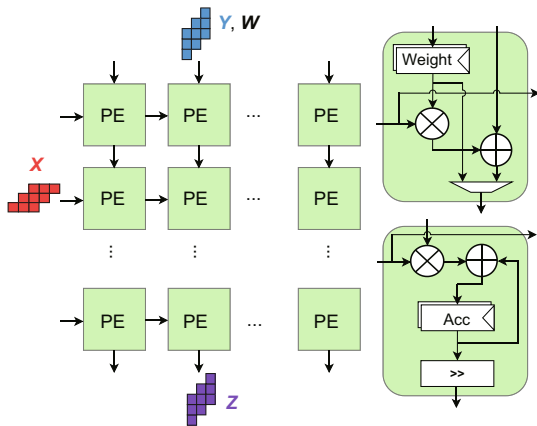 Y, W
Weight
PE PE ... PE
X
PE PE ... PE
⋮ ⋮ ⋮
Acc
PE PE ... PE
>>
Z